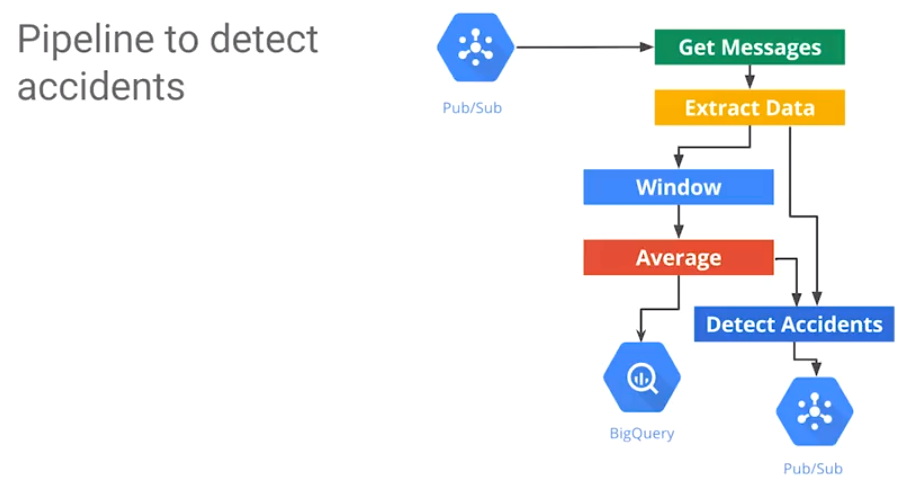 Pipeline to detect
accidents
Pub/Sub
Get Messages
Extract Data
Window
Average
Detect Accidents
BigQuery
Pub/Sub